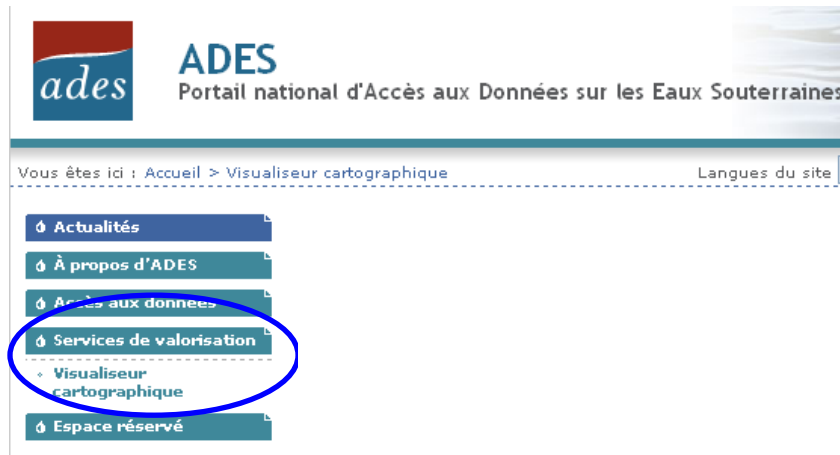 ades
ADES
Portail national d'Accès aux Données sur les Eaux Souterraines
Vous êtes ici : Accueil > Visualiseur cartographique
Langues du site
Actualités
À propos d'ADES
Accès aux données
Services de valorisation
Visualiseur
cartographique
Espace réservé